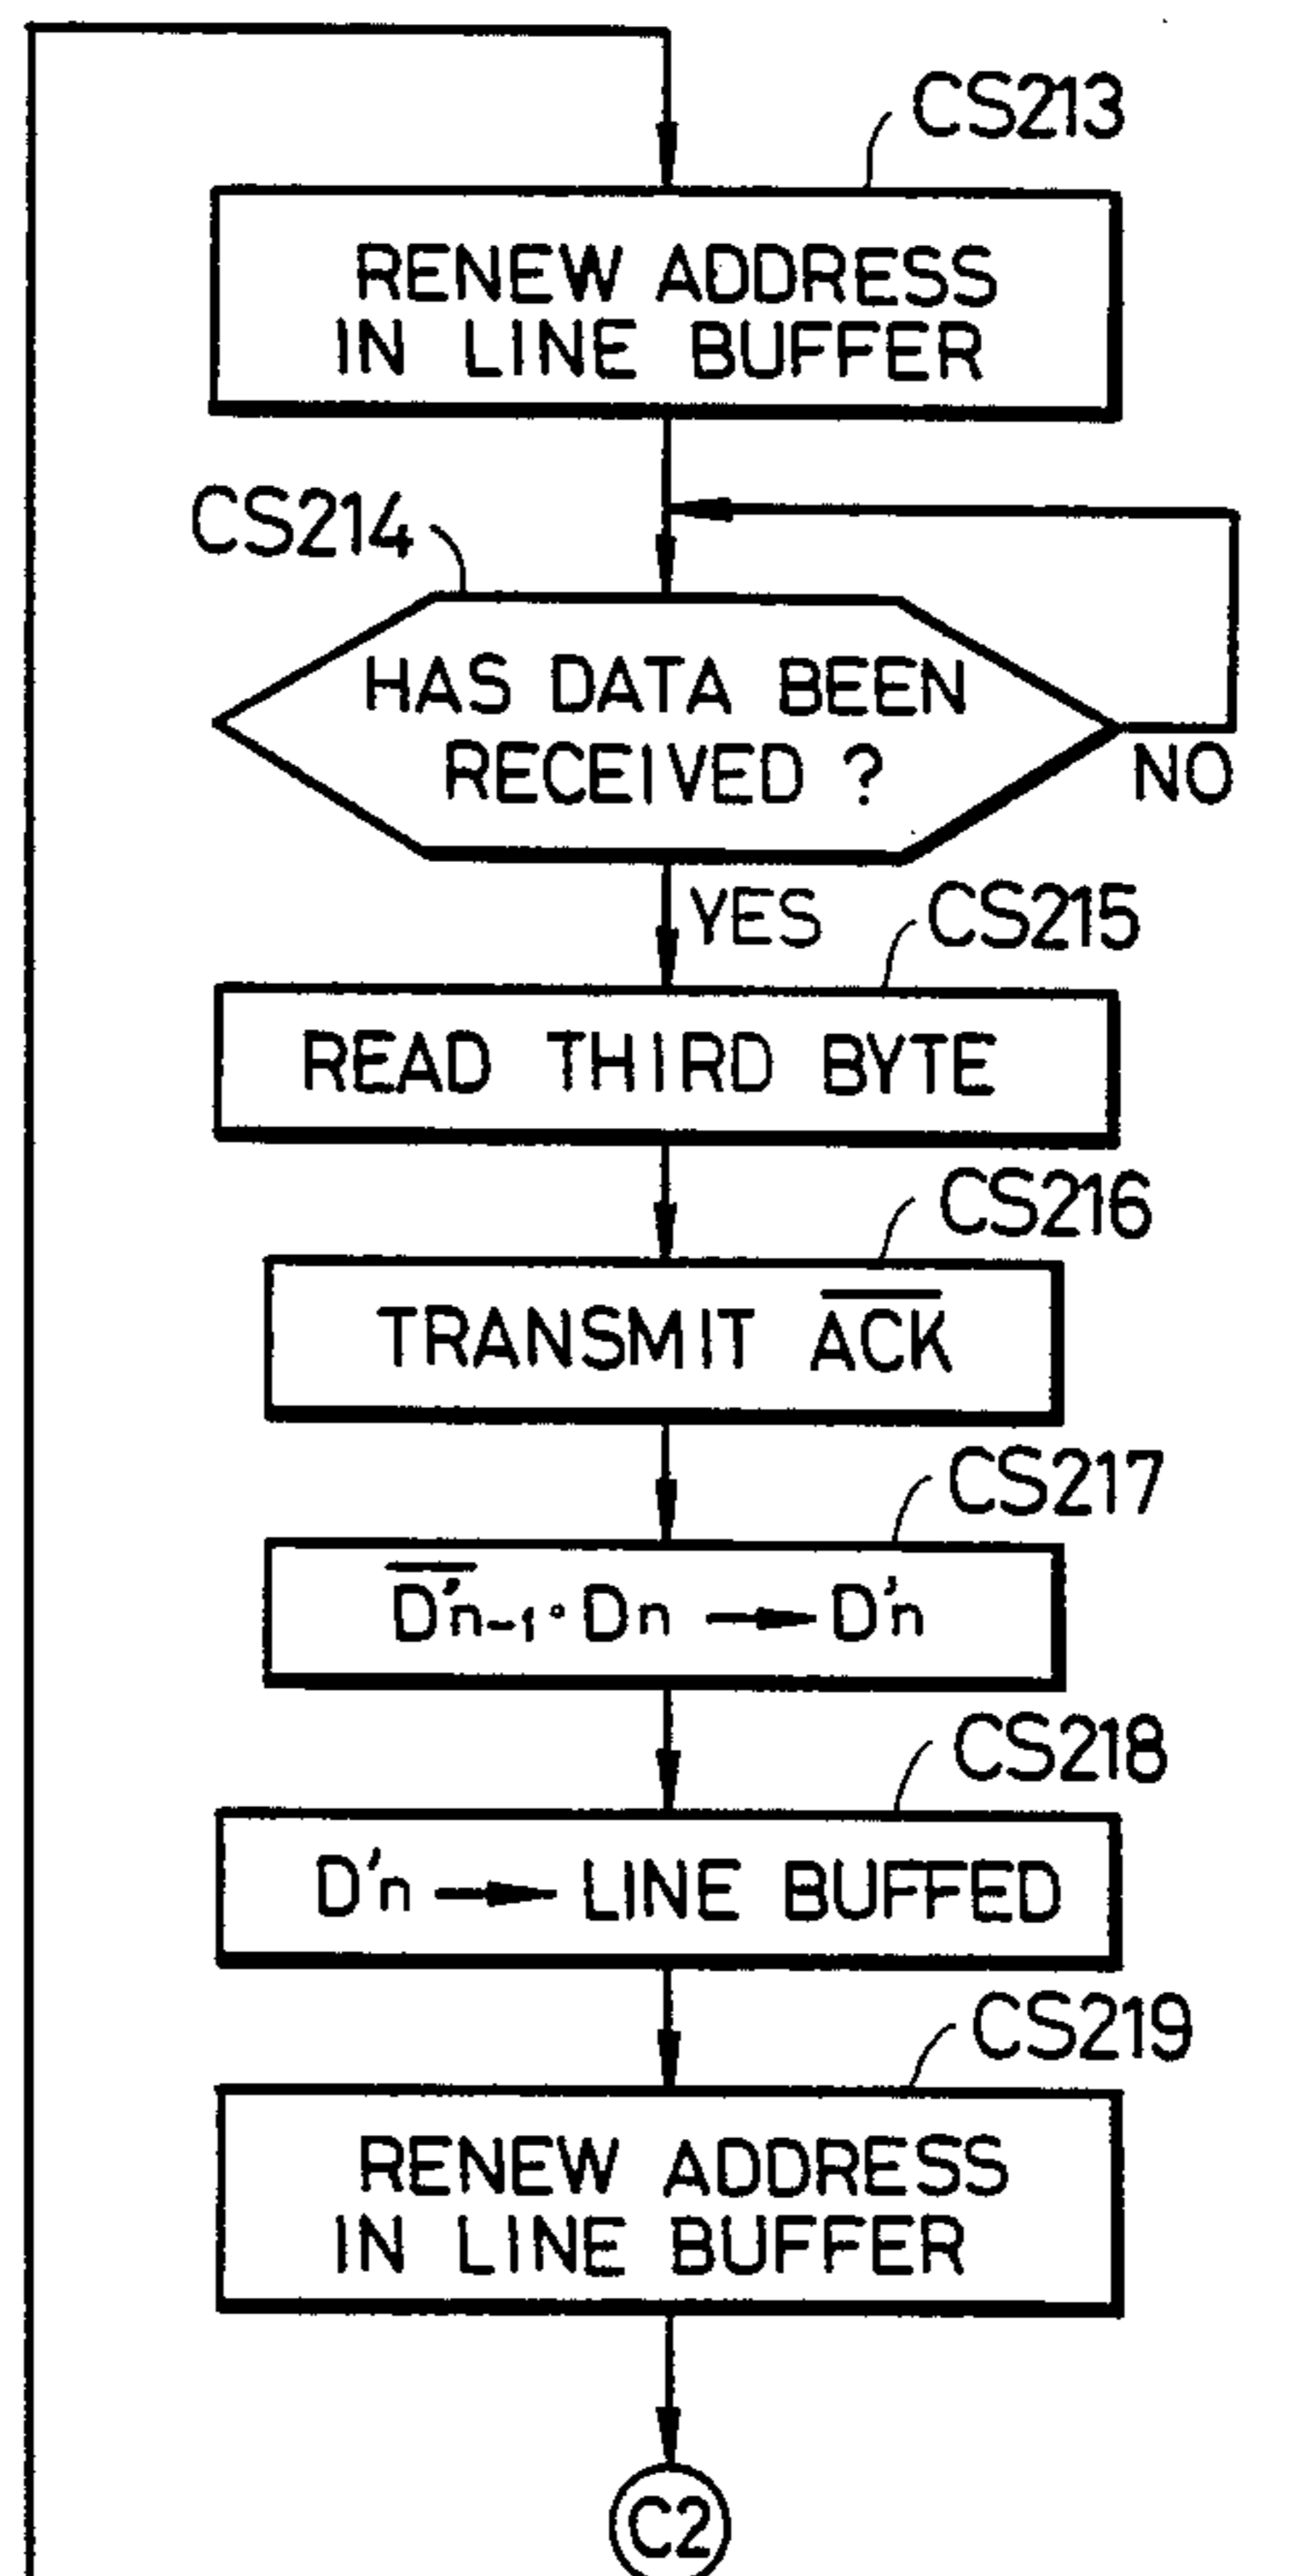 CS213
RENEW ADDRESS
IN LINE BUFFER
CS214
HAS DATA BEEN
RECEIVED ?
NO
YES
CS215
READ THIRD BYTE
CS216
TRANSMIT A̅C̅K̅
CS217
D̅'̅n̅-1・Dn → D'n
CS218
D'n → LINE BUFFED
CS219
RENEW ADDRESS
IN LINE BUFFER
C2